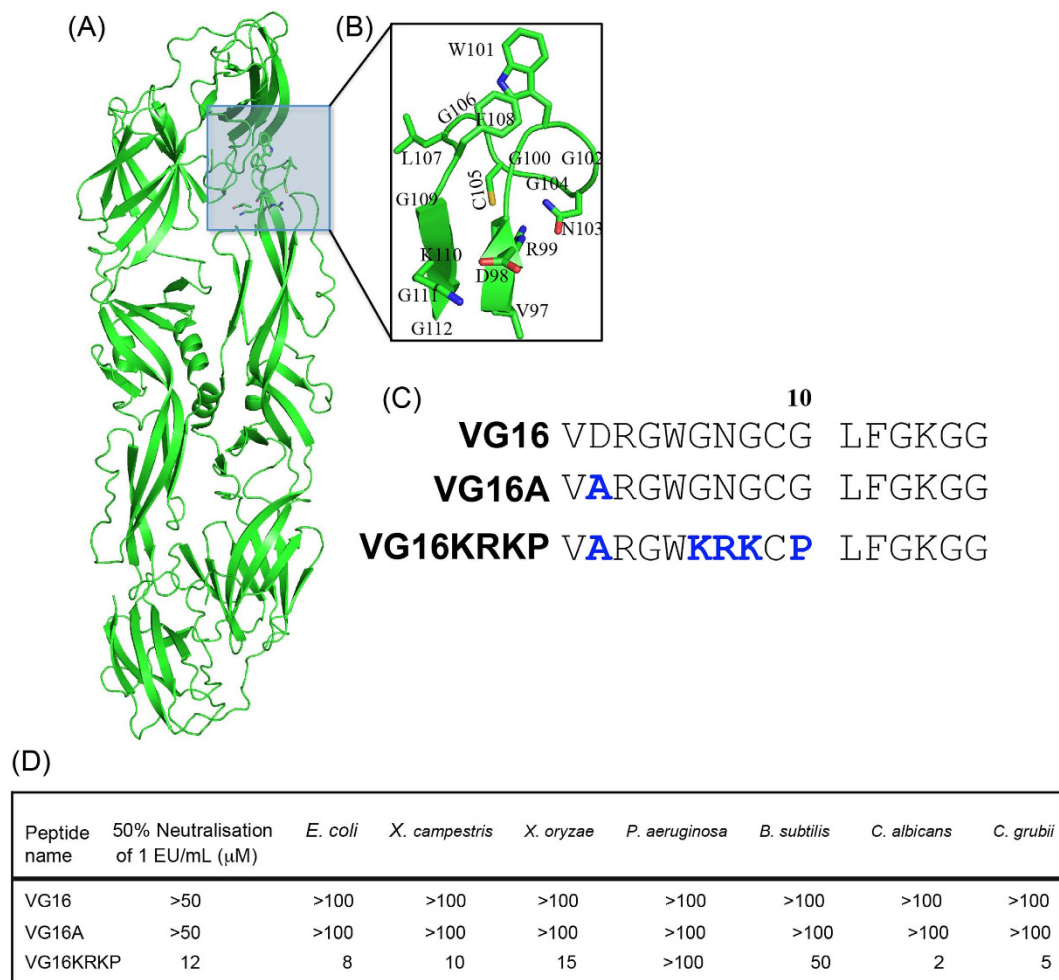 (A)
(B)
W101
G106
F108
L107
G100
G102
C105
G104
G109
N103
R99
K110
D98
G111
V97
G112
(C)
10
VG16 VDRGWGNGCG LFGKGG
VG16A VARGWGNGCG LFGKGG
VG16KRKP VARGWKRKCP LFGKGG
(D)
Peptide name 50% Neutralisation of 1 EU/mL (μM) E. coli X. campestris X. oryzae P. aeruginosa B. subtilis C. albicans C. grubii
VG16 >50 >100 >100 >100 >100 >100 >100 >100
VG16A >50 >100 >100 >100 >100 >100 >100 >100
VG16KRKP 12 8 10 15 >100 50 2 5